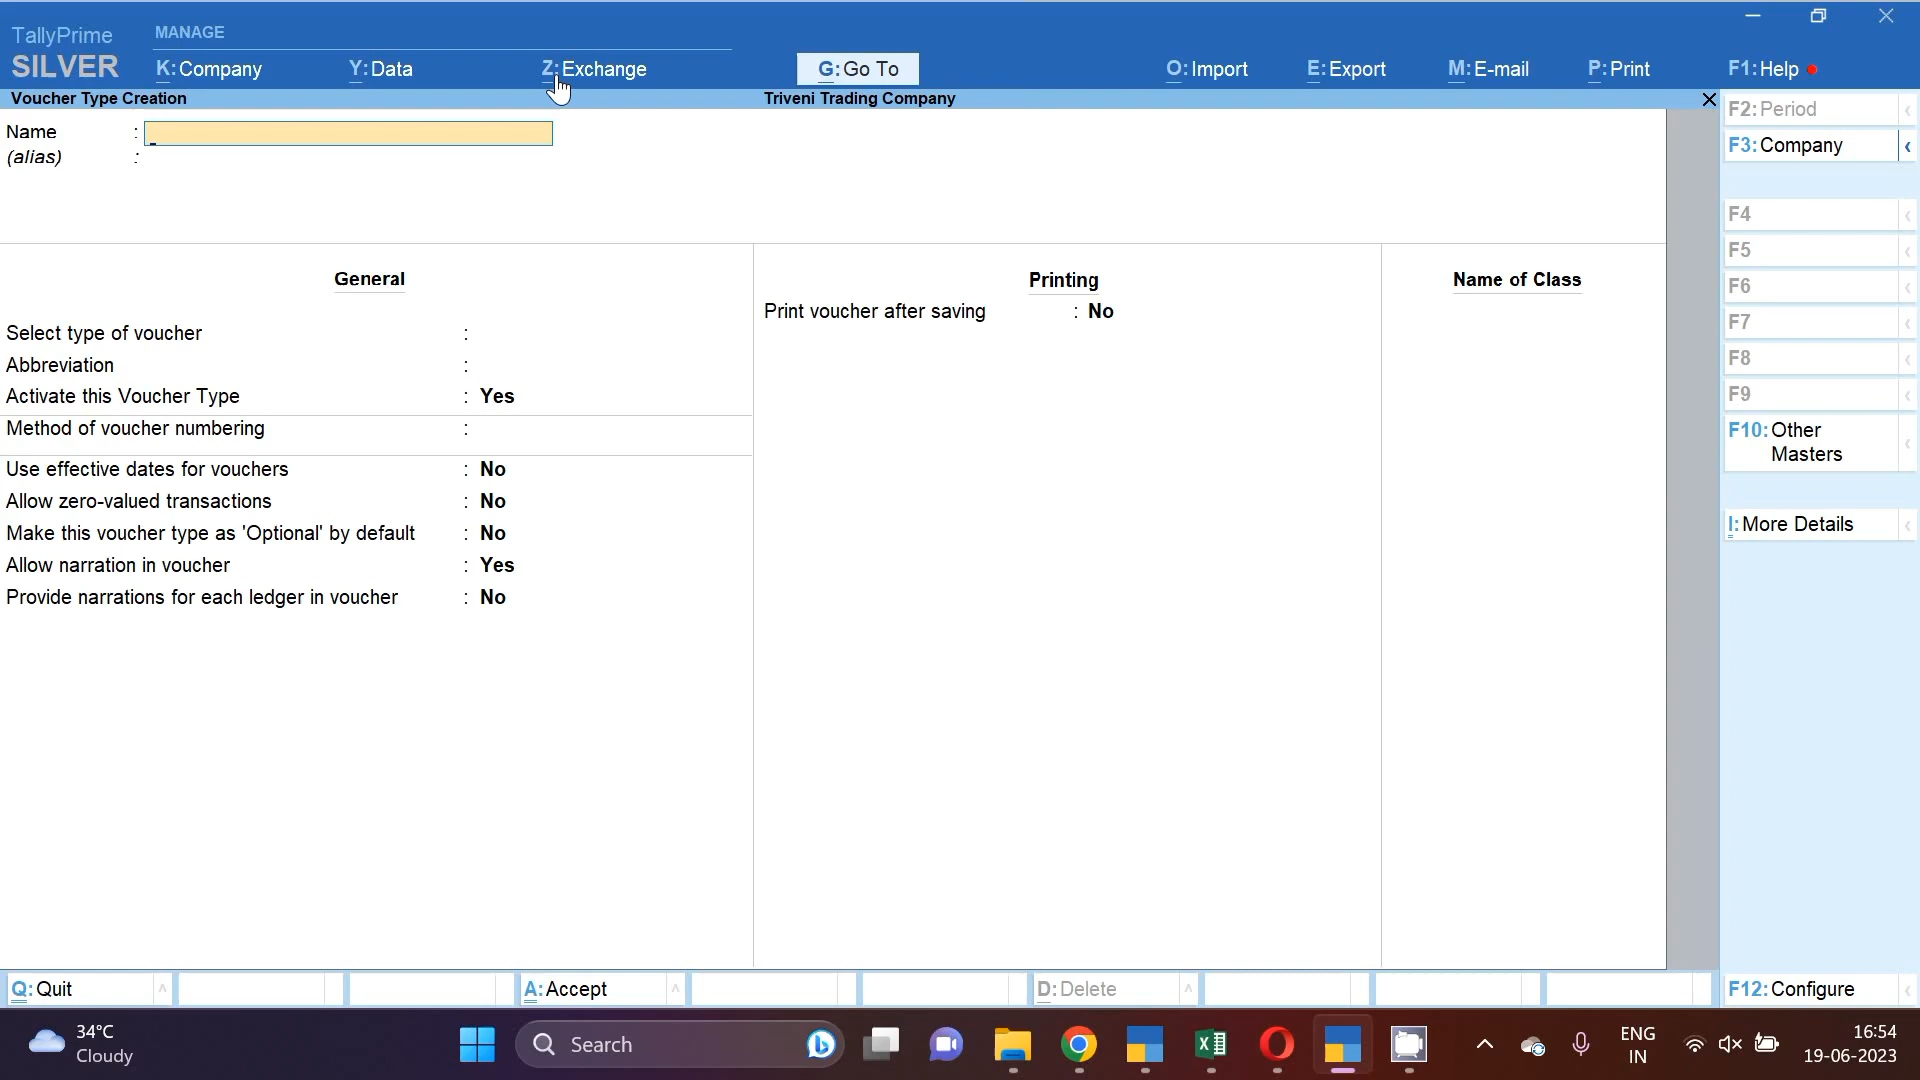 TallyPrime
SILVER
MANAGE
K:Company
Y:Data
Z:Exchange
G:Go To
O:Import
E:Export
M:E-mail
P:Print
F1:Help
Voucher Type Creation
Triveni Trading Company
Name :
(alias) :
General
Select type of voucher :
Abbreviation :
Activate this Voucher Type : Yes
Method of voucher numbering :
Use effective dates for vouchers : No
Allow zero-valued transactions : No
Make this voucher type as 'Optional' by default : No
Allow narration in voucher : Yes
Provide narrations for each ledger in voucher : No
Printing
Print voucher after saving : No
Name of Class
F2:Period
F3:Company
F4
F5
F6
F7
F8
F9
F10:Other
Masters
I:More Details
F12:Configure
Q:Quit
A:Accept
D:Delete
34°C
Cloudy
Search
ENG
IN
16:54
19-06-2023